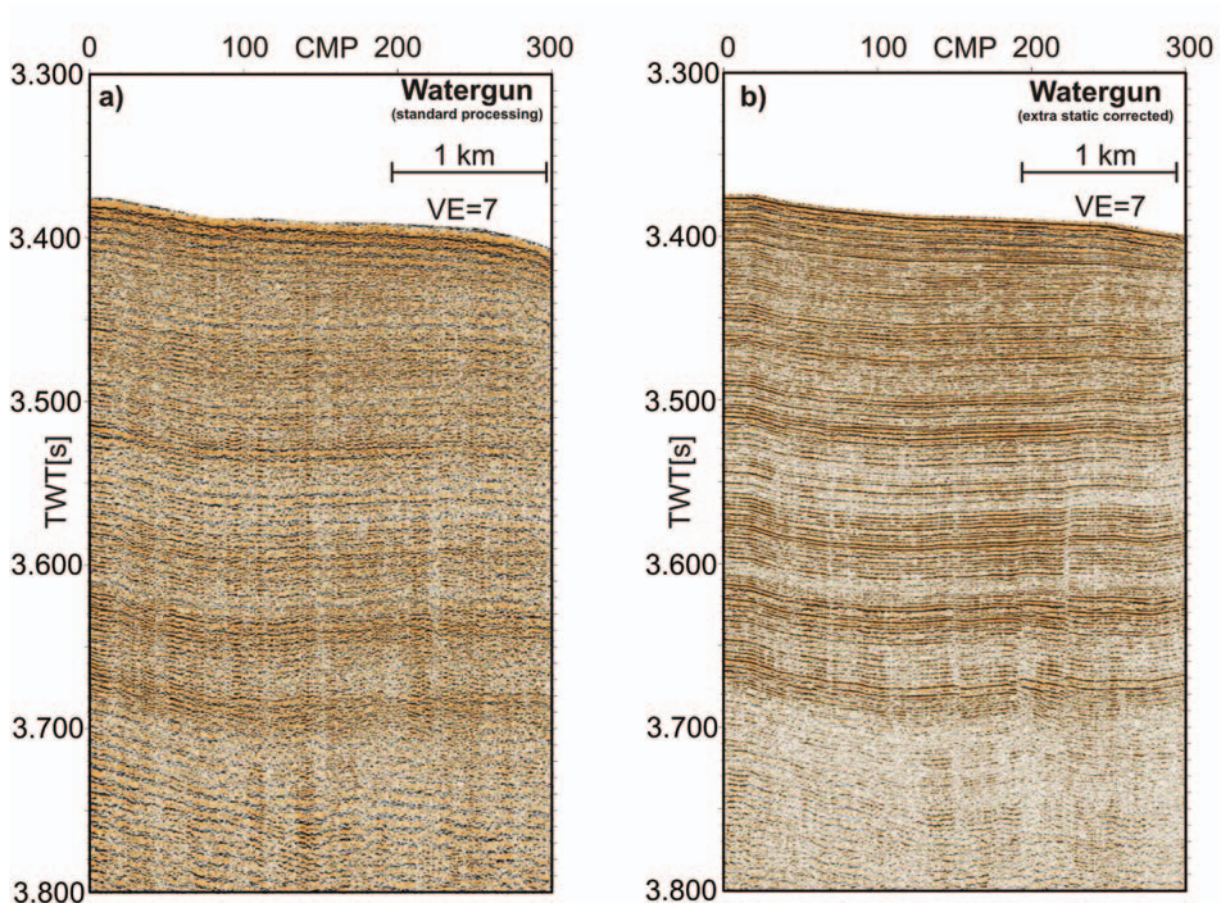 0 100 CMP 200 300
3.300
a) Watergun
(standard processing)
1 km
VE=7
3.400
3.500
TWT[s]
3.600
3.700
3.800
0 100 CMP 200 300
3.300
b) Watergun
(extra static corrected)
1 km
VE=7
3.400
3.500
TWT[s]
3.600
3.700
3.800